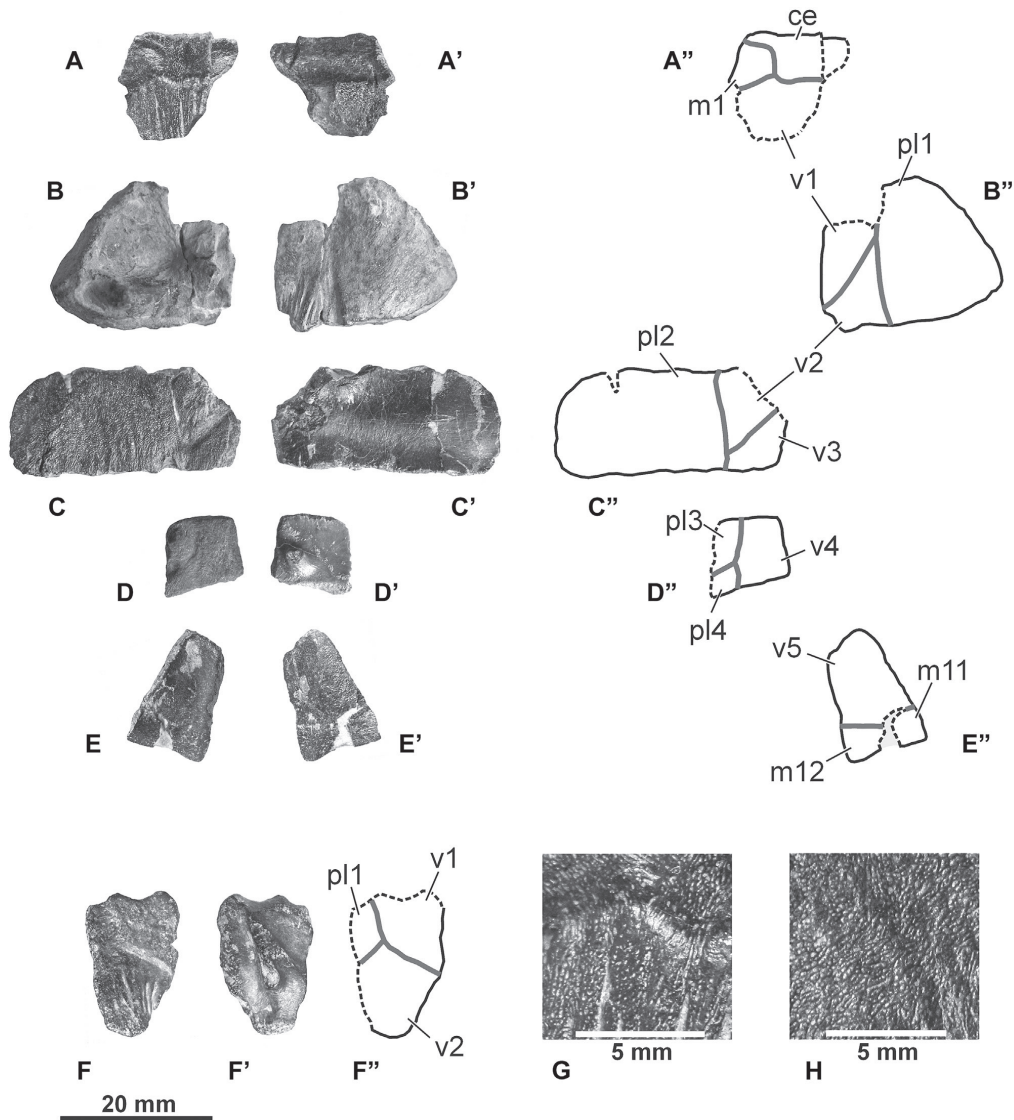 A A’ A” ce
m1
v1
pl1
B B’ B”
v2
pl2
v3
C C’ C”
pl3
v4
D D’ D”
pl4
v5
m11
E E’ E”
m12
pl1
v1
v2
F F’ F” G H
5 mm 5 mm
20 mm